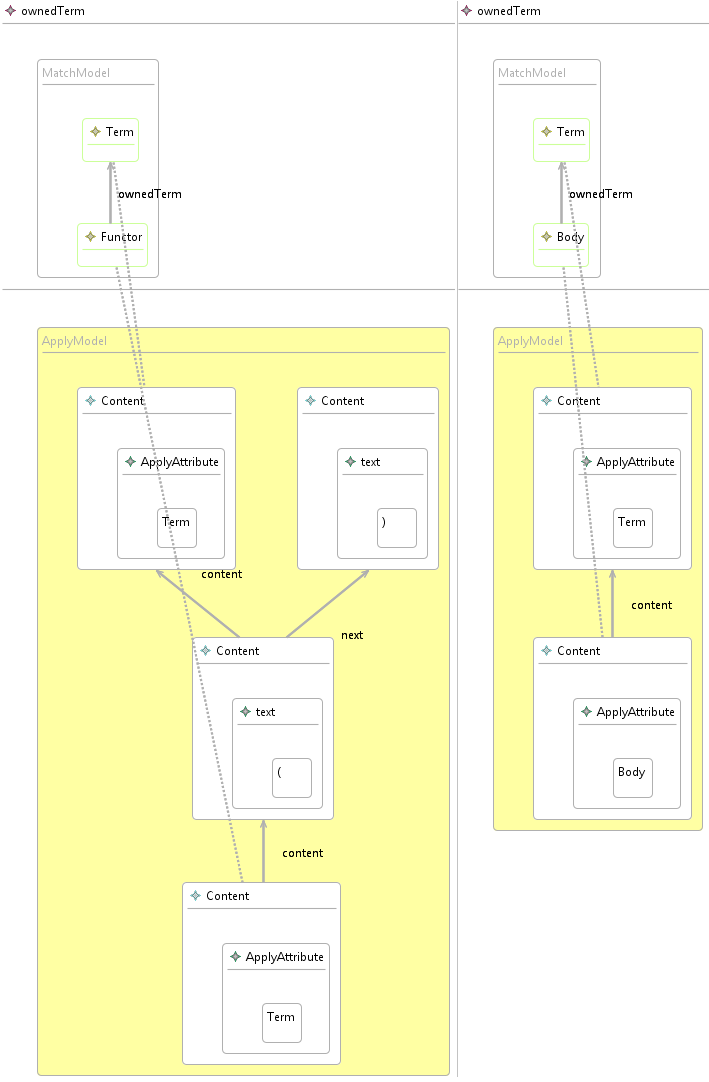 ownedTerm
MatchModel
Term
ownedTerm
Functor
ApplyModel
Content
Content
ApplyAttribute
text
Term
)
content
next
Content
text
(
content
Content
ApplyAttribute
Term
ownedTerm
MatchModel
Term
ownedTerm
Body
ApplyModel
Content
ApplyAttribute
Term
content
Content
ApplyAttribute
Body